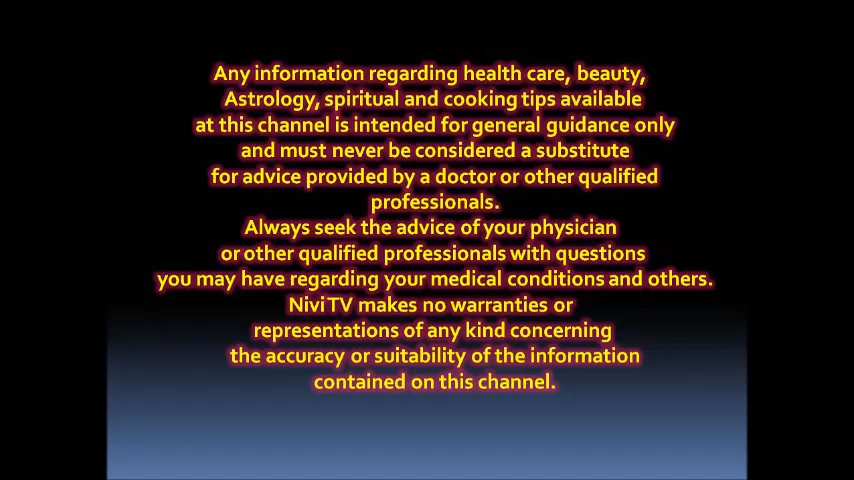 Any information regarding health care, beauty,
Astrology, spiritual and cooking tips available
at this channel is intended for general guidance only
and must never be considered a substitute
for advice provided by a doctor or other qualified
professionals.
Always seek the advice of your physician
or other qualified professionals with questions
you may have regarding your medical conditions and others.
Nivi TV makes no warranties or
representations of any kind concerning
the accuracy or suitability of the information
contained on this channel.